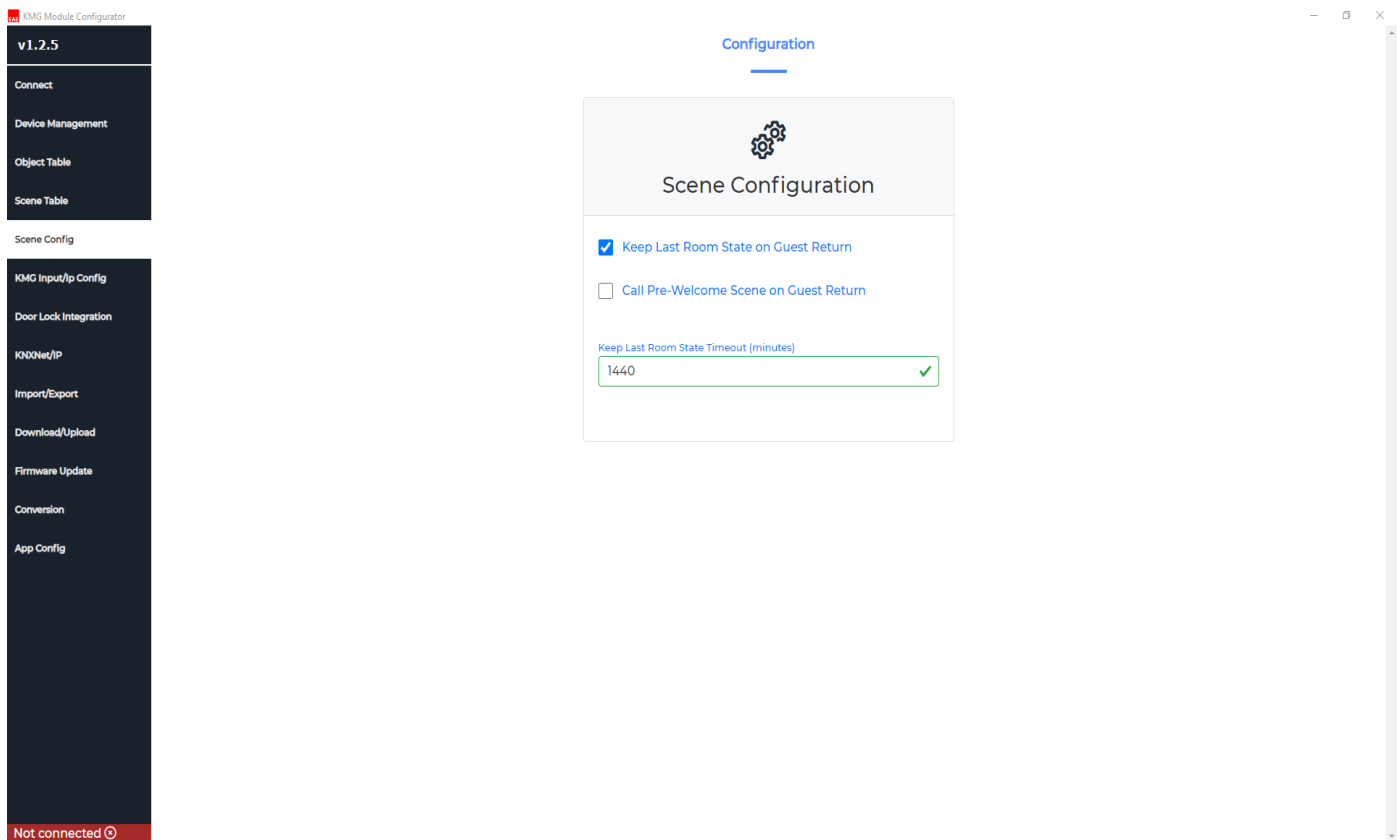 EAE KMG Module Configurator
v1.2.5
Connect
Device Management
Object Table
Scene Table
Scene Config
KMG Input/Ip Config
Door Lock Integration
KNXNet/IP
Import/Export
Download/Upload
Firmware Update
Conversion
App Config
Not connected
Configuration
Scene Configuration
Keep Last Room State on Guest Return
Call Pre-Welcome Scene on Guest Return
Keep Last Room State Timeout (minutes)
1440